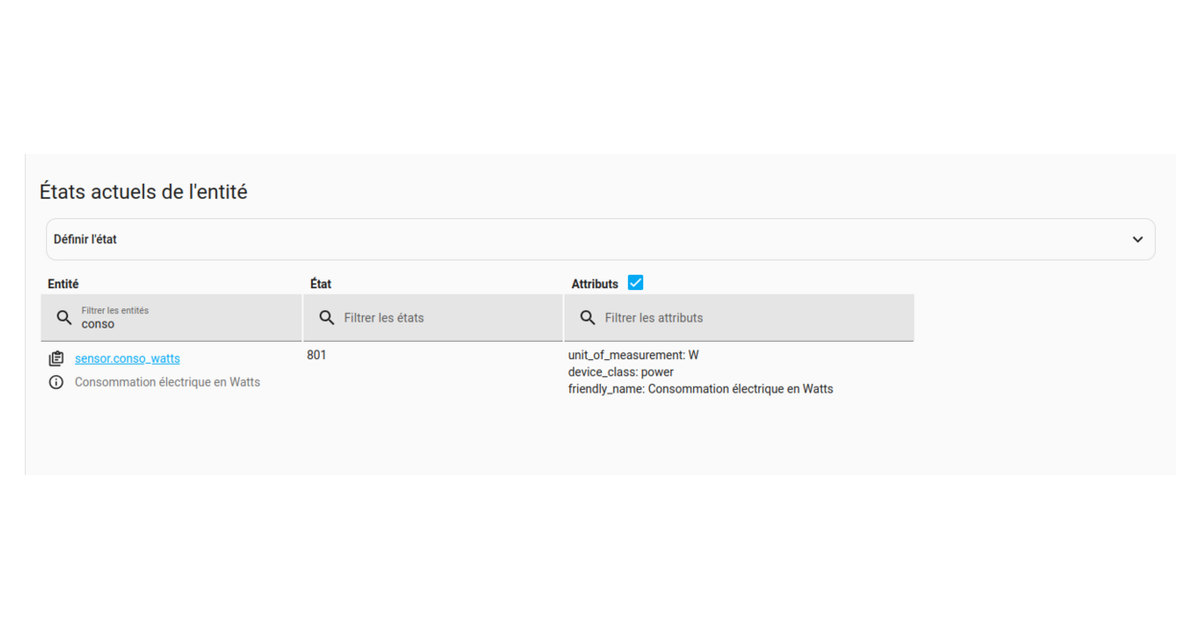 États actuels de l'entité
Définir l'état
Entité État Attributs
Filtrer les entités
conso Filtrer les états Filtrer les attributs
sensor.conso_watts 801 unit_of_measurement: W
device_class: power
Consommation électrique en Watts friendly_name: Consommation électrique en Watts